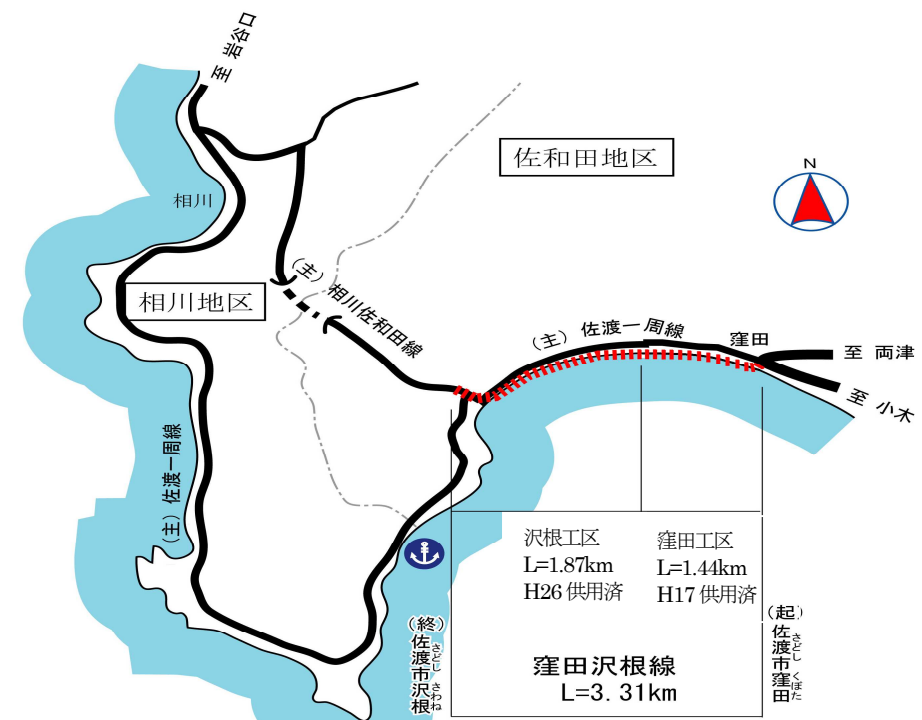 至 岩谷口
佐和田地区
N
相川
(主)相川佐和田線
相川地区
(主) 佐渡一周線
窪田
至 両津
至 小木
(主)佐渡一周線
沢根工区
L=1.87km
H26 供用済
窪田工区
L=1.44km
H17 供用済
(終)佐渡市沢根
さどし さわね
(起)佐渡市窪田
さどし くぼた
窪田沢根線
L=3.31km